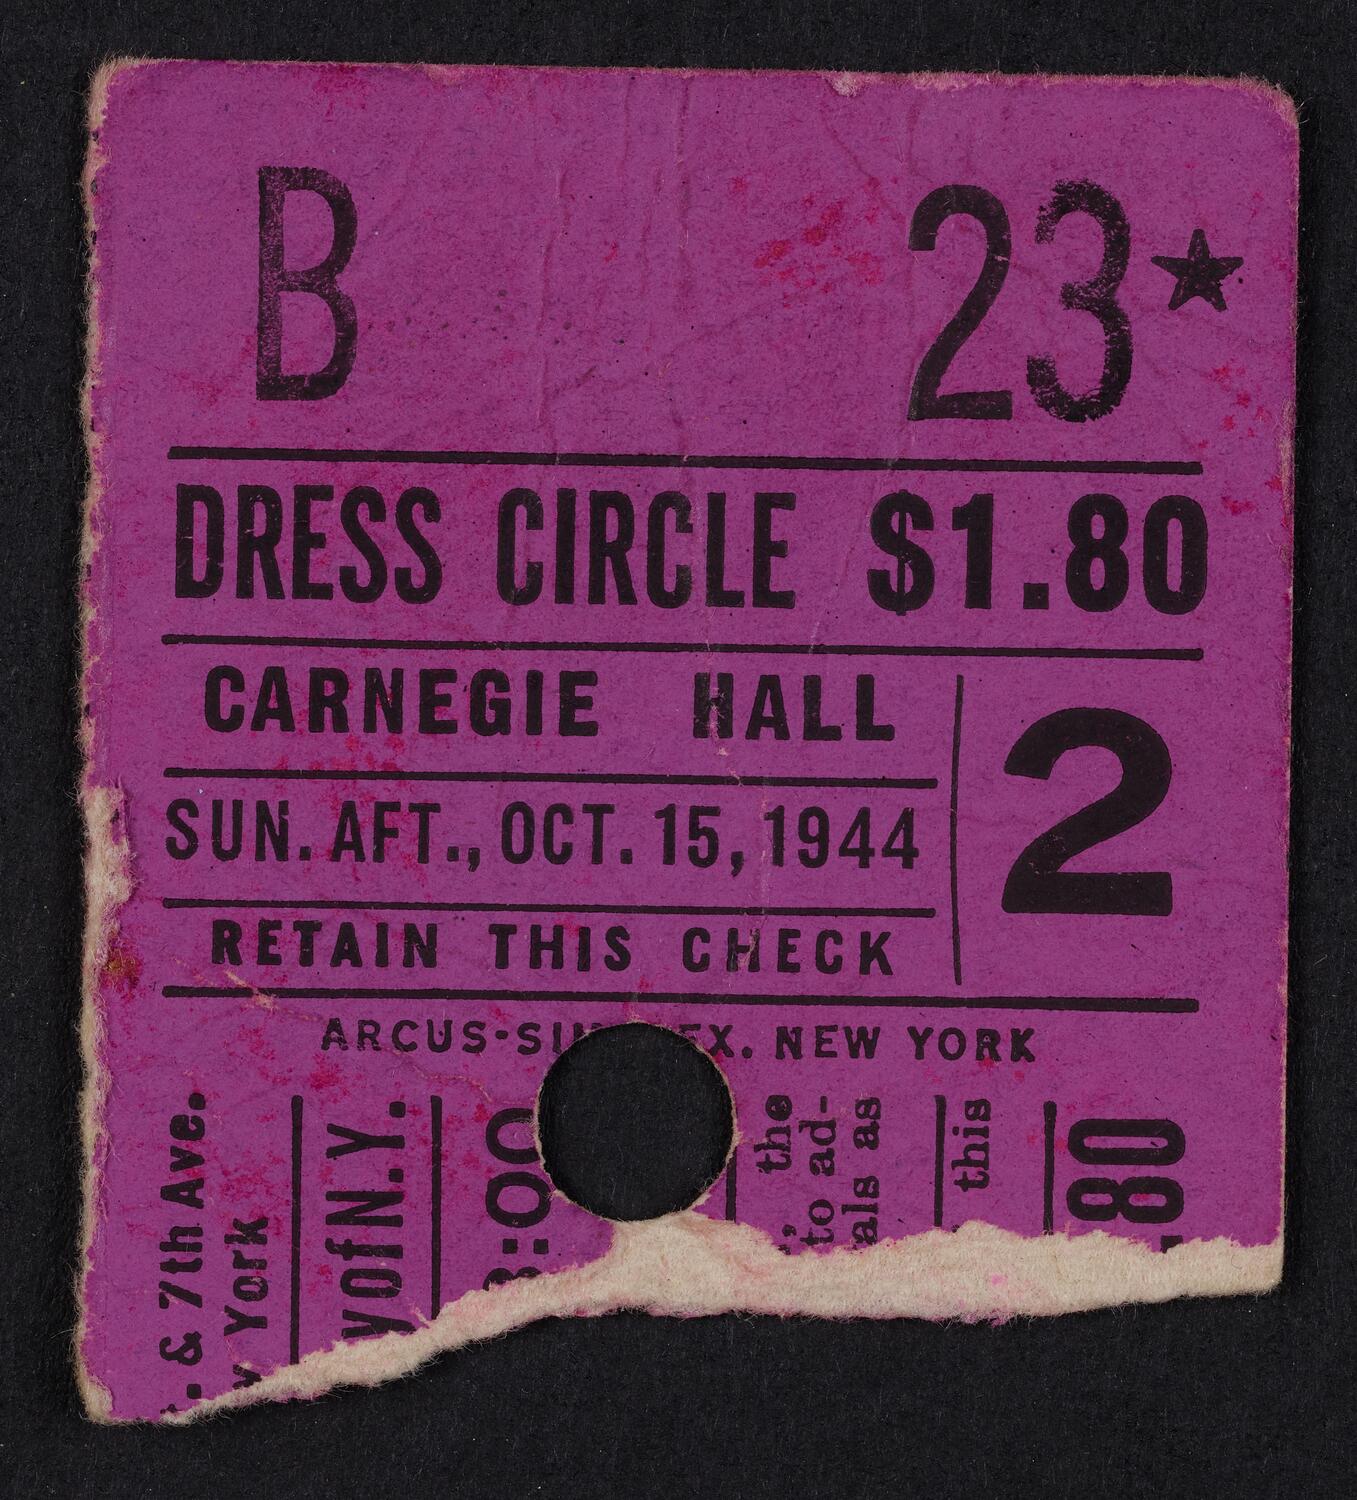 B 23★
DRESS CIRCLE $1.80
CARNEGIE HALL
2
SUN. AFT., OCT. 15, 1944
RETAIN THIS CHECK
ARCUS- EX. NEW YORK
. & 7th Ave.
York
yofN.Y.
:00
the
to ad-
als as
this
.80